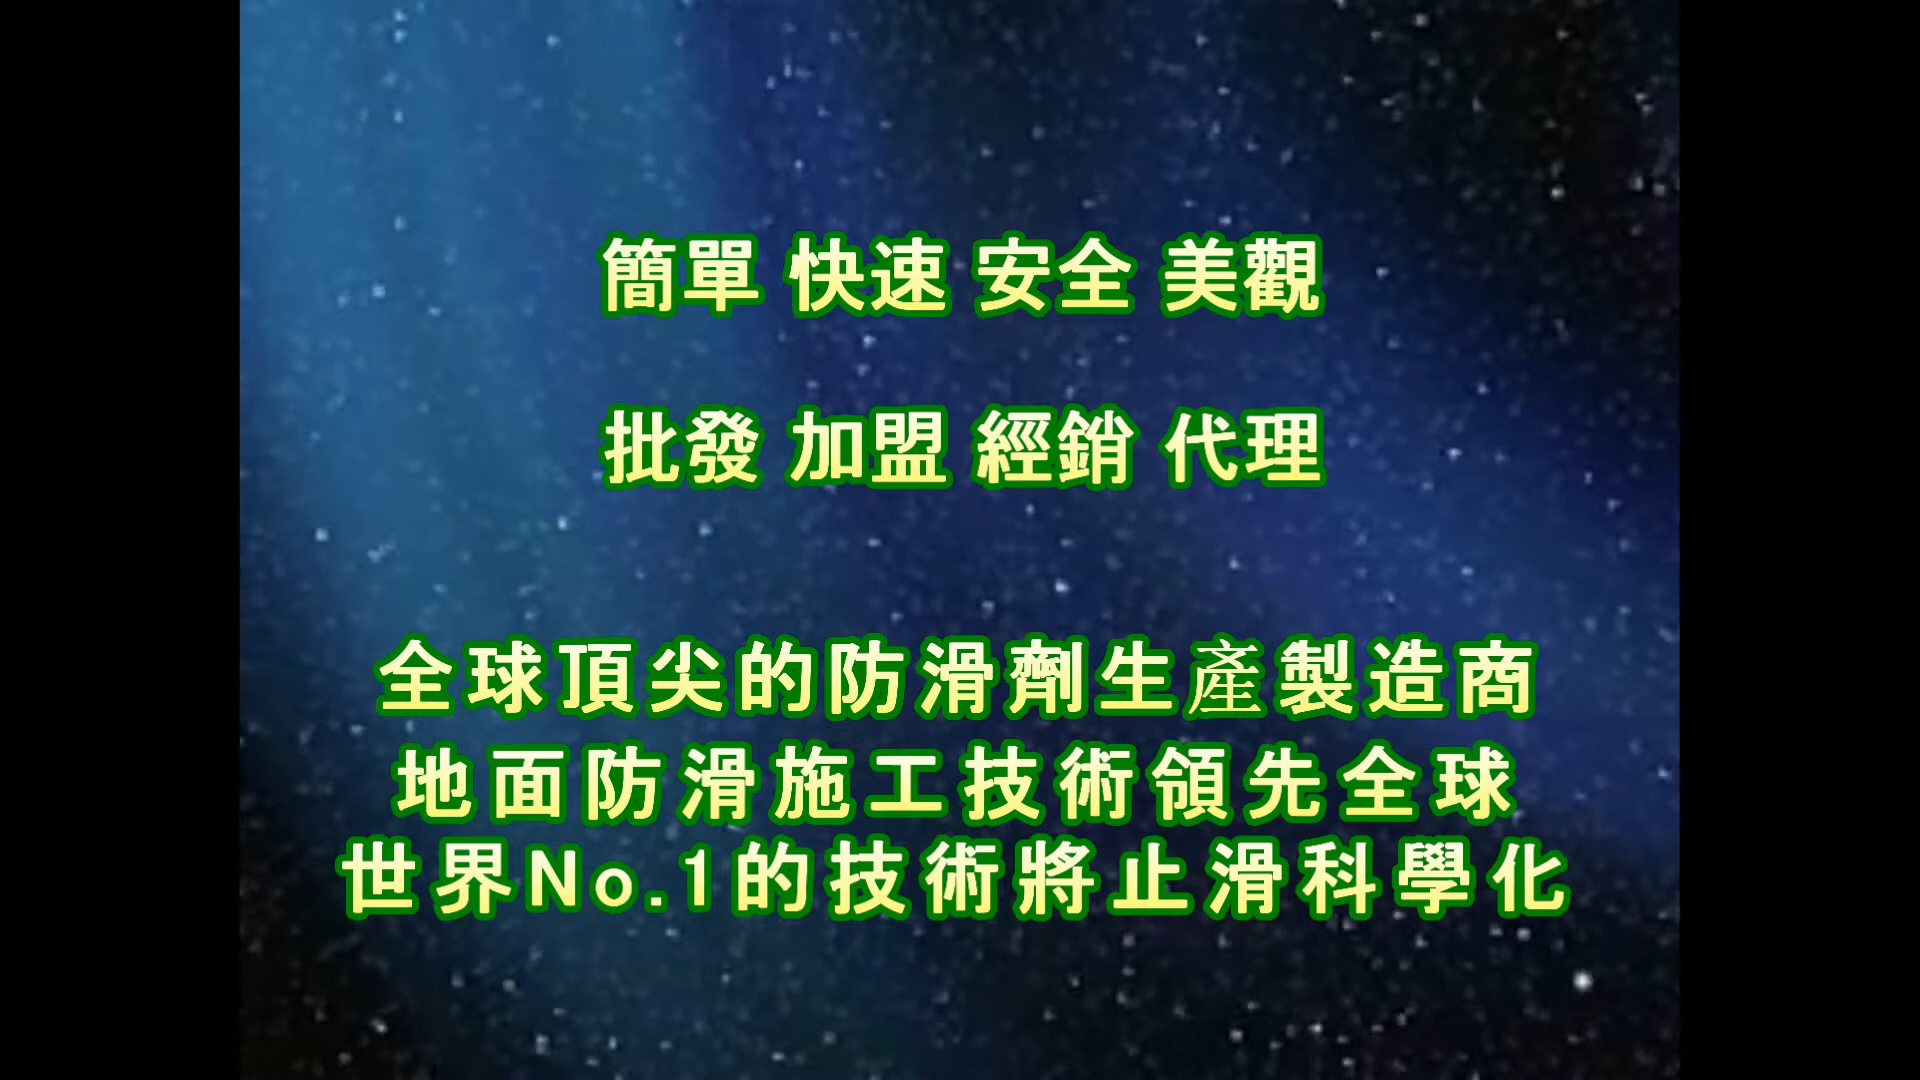 簡單 快速 安全 美觀
批發 加盟 經銷 代理
全球頂尖的防滑劑生產製造商
地面防滑施工技術領先全球
世界No.1的技術將止滑科學化